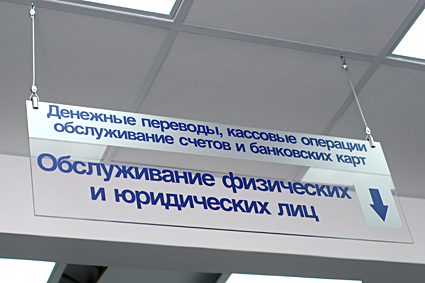 Денежные переводы, кассовые операции
обслуживание счетов и банковских карт
Обслуживание физических
и юридических лиц